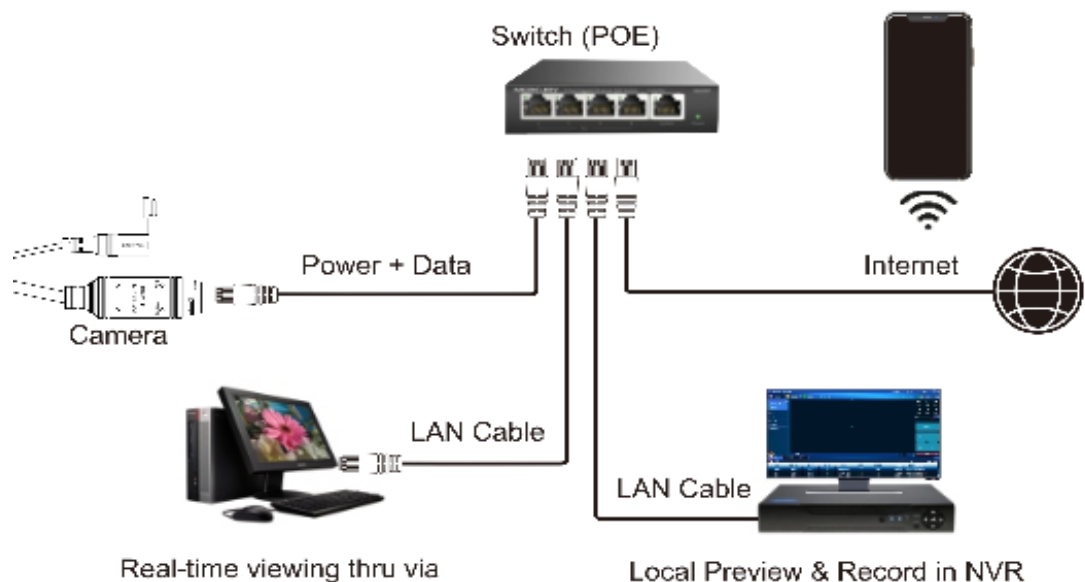 Switch (POE)
Power + Data
Internet
Camera
LAN Cable
LAN Cable
Real-time viewing thru via
Local Preview & Record in NVR